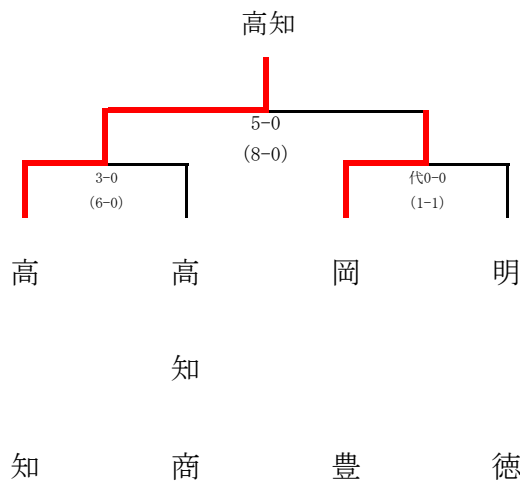 高知
5-0
(8-0)
3-0
(6-0)
代0-0
(1-1)
高知
高知商
岡豊
明徳